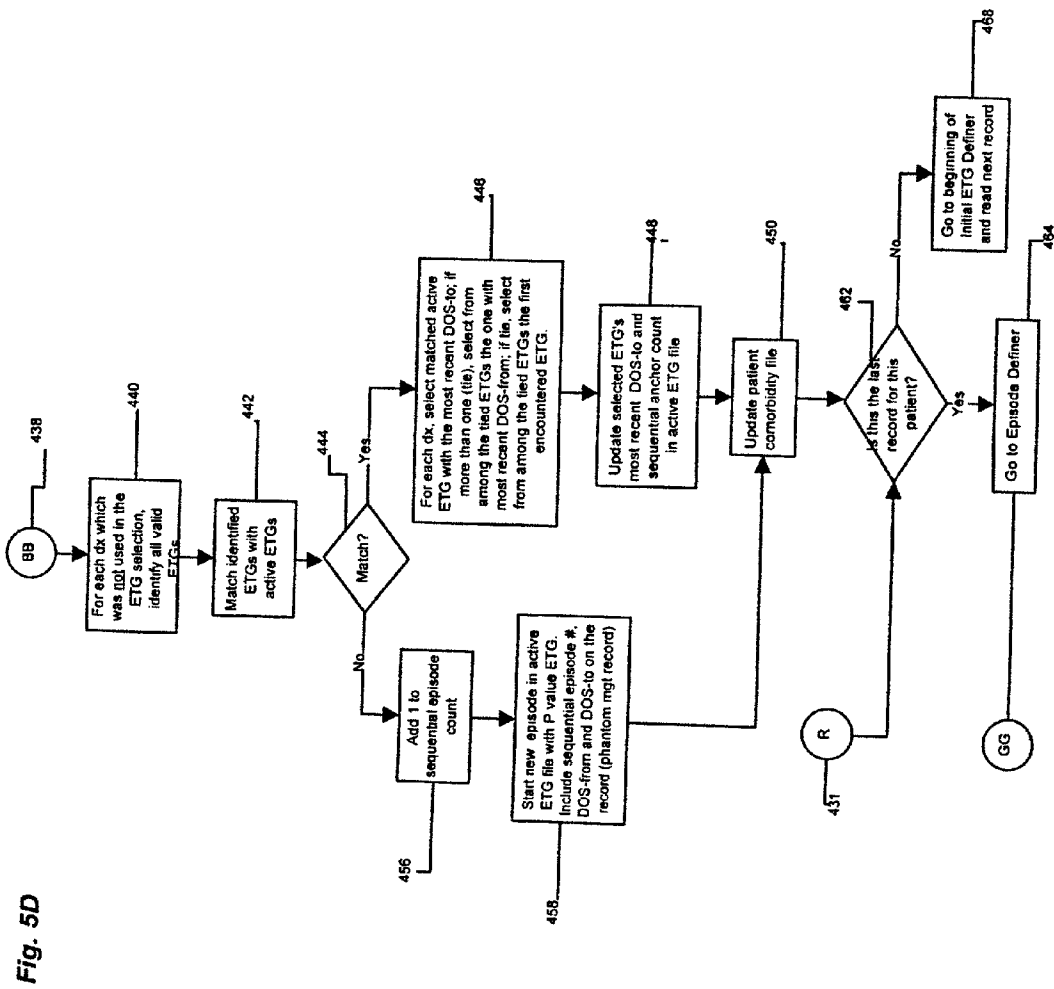 Fig. 5D
BB
438
For each dx which
was not used in the
ETG selection,
identify all valid
ETGs
440
Match identified
ETGs with
active ETGs
442
Match?
444
No
Yes
Add 1 to
sequential episode
count
456
Start new episode in active
ETG file with P value ETG.
Include sequential episode #,
DOS-from and DOS-to on the
record (phantom mgt record)
458
For each dx, select matched active
ETG with the most recent DOS-to; if
more than one (tie), select from
among the tied ETGs the one with
most recent DOS-from; if tie, select
from among the tied ETGs the first
encountered ETG.
446
Update selected ETG's
most recent DOS-to and
sequential anchor count
in active ETG file
448
Update patient
comorbidity file
450
R
431
Is this the last
record for this
patient?
462
No
Yes
Go to beginning of
Initial ETG Definer
and read next record
468
Go to Episode Definer
464
GG